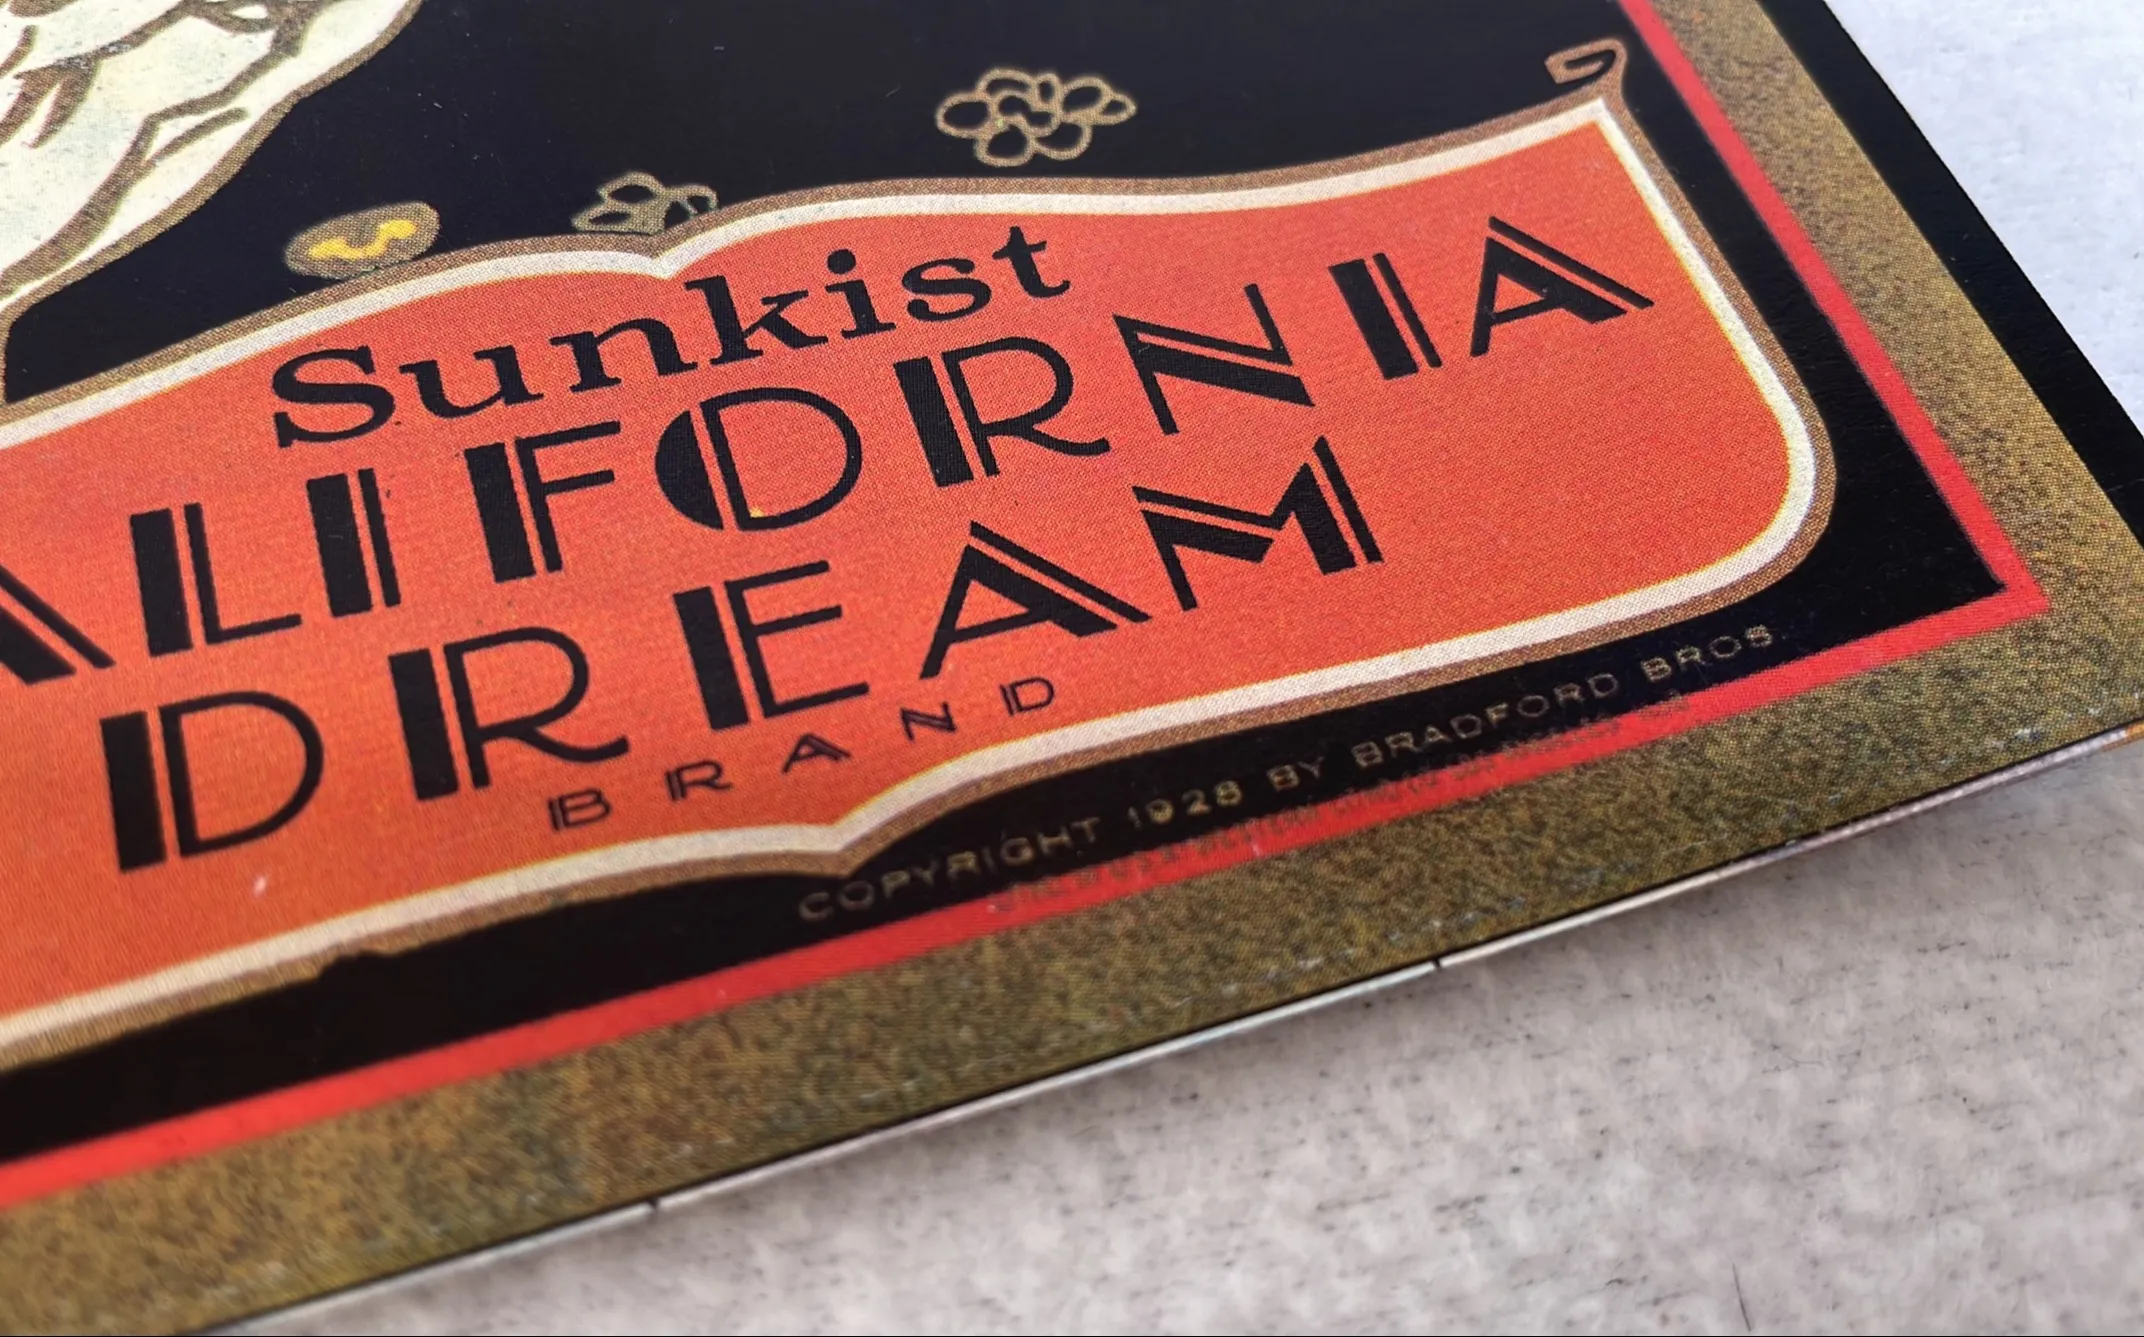 Sunkist
ALIFORNIA
DREAM
BRAND
COPYRIGHT 1928 BY BRADFORD BROS